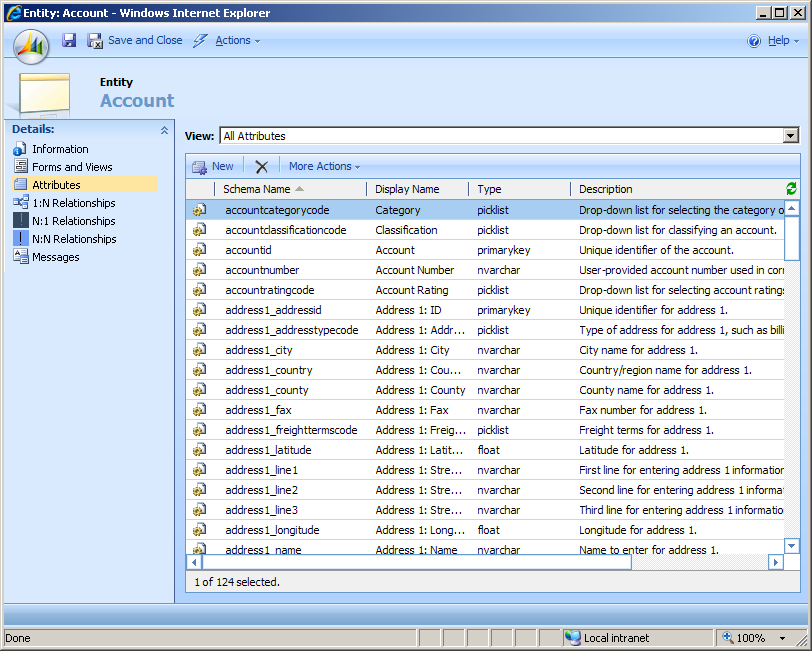 Entity: Account - Windows Internet Explorer
Save and Close Actions Help
Entity
Account
Details:
Information
Forms and Views
Attributes
1:N Relationships
N:1 Relationships
N:N Relationships
Messages
View: All Attributes
New More Actions
Schema Name Display Name Type Description
accountcategorycode Category picklist Drop-down list for selecting the category o
accountclassificationcode Classification picklist Drop-down list for classifying an account.
accountid Account primarykey Unique identifier of the account.
accountnumber Account Number nvarchar User-provided account number used in corr
accountratingcode Account Rating picklist Drop-down list for selecting account ratings
address1_addressid Address 1: ID primarykey Unique identifier for address 1.
address1_addresstypecode Address 1: Addr... picklist Type of address for address 1, such as billi
address1_city Address 1: City nvarchar City name for address 1.
address1_country Address 1: Cou... nvarchar Country/region name for address 1.
address1_county Address 1: County nvarchar County name for address 1.
address1_fax Address 1: Fax nvarchar Fax number for address 1.
address1_freighttermscode Address 1: Freig... picklist Freight terms for address 1.
address1_latitude Address 1: Latit... float Latitude for address 1.
address1_line1 Address 1: Stre... nvarchar First line for entering address 1 information
address1_line2 Address 1: Stre... nvarchar Second line for entering address 1 informa
address1_line3 Address 1: Stre... nvarchar Third line for entering address 1 informatio
address1_longitude Address 1: Long... float Longitude for address 1.
address1_name Address 1: Name nvarchar Name to enter for address 1.
1 of 124 selected.
Done Local intranet 100%